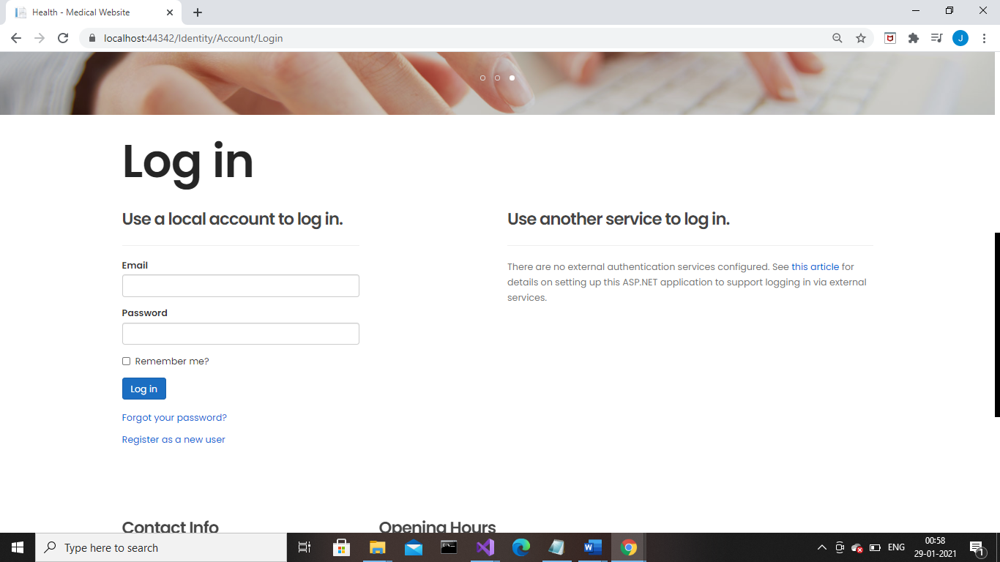 Health - Medical Website
localhost:44342/Identity/Account/Login
J
Log in
Use a local account to log in.
Email
Password
Remember me?
Log in
Forgot your password?
Register as a new user
Use another service to log in.
There are no external authentication services configured. See this article for
details on setting up this ASP.NET application to support logging in via external
services.
Contact Info
Opening Hours
Type here to search
ENG
00:58
29-01-2021
1